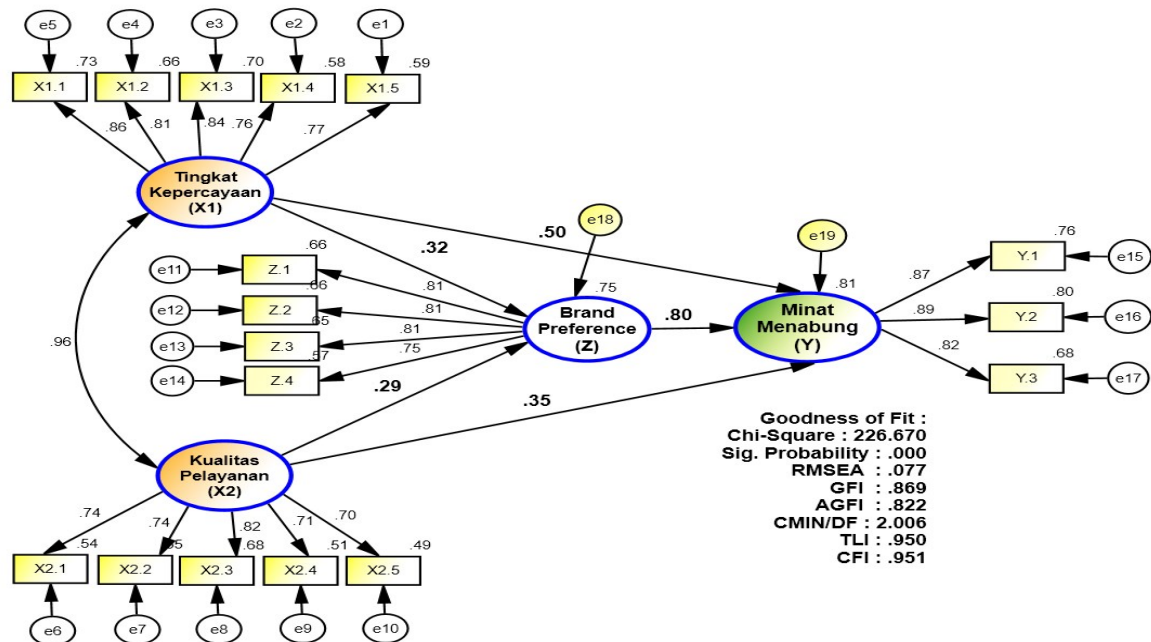 e5 e4 e3 e2 e1
.73 .66 .70 .58 .59
X1.1 X1.2 X1.3 X1.4 X1.5
.86 .81 .84 .76 .77
Tingkat
Kepercayaan
(X1)
e18
e19
.32
.50
.66
e11 Z.1
.81
.66
e12 Z.2
.81
.65
e13 Z.3
.81
.57
e14 Z.4
.75
.75
Brand
Preference
(Z)
.80
.81
Minat
Menabung
(Y)
.76
.87 Y.1 e15
.80
.89 Y.2 e16
.68
.82 Y.3 e17
.96
.29
.35
Kualitas
Pelayanan
(X2)
.74 .74 .82 .71 .70
.54 .68 .51 .49
X2.1 X2.2 X2.3 X2.4 X2.5
e6 e7 e8 e9 e10
Goodness of Fit :
Chi-Square : 226.670
Sig. Probability : .000
RMSEA : .077
GFI : .869
AGFI : .822
CMIN/DF : 2.006
TLI : .950
CFI : .951